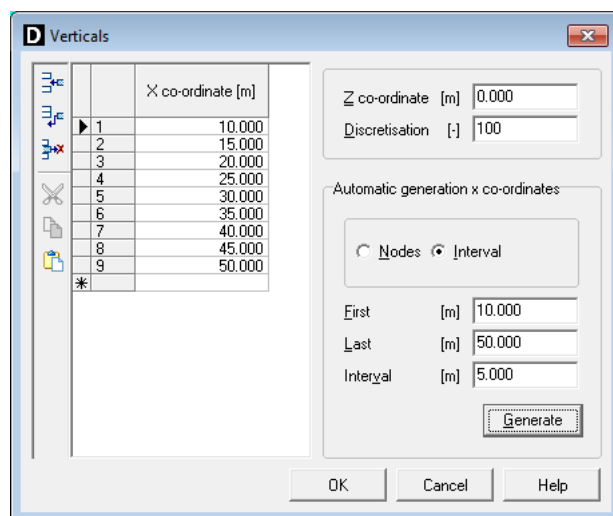 D Verticals
X co-ordinate [m]
1 10.000
2 15.000
3 20.000
4 25.000
5 30.000
6 35.000
7 40.000
8 45.000
9 50.000
Z co-ordinate [m] 0.000
Discretisation [-] 100
Automatic generation x co-ordinates
Nodes Interval
First [m] 10.000
Last [m] 50.000
Interval [m] 5.000
Generate
OK Cancel Help